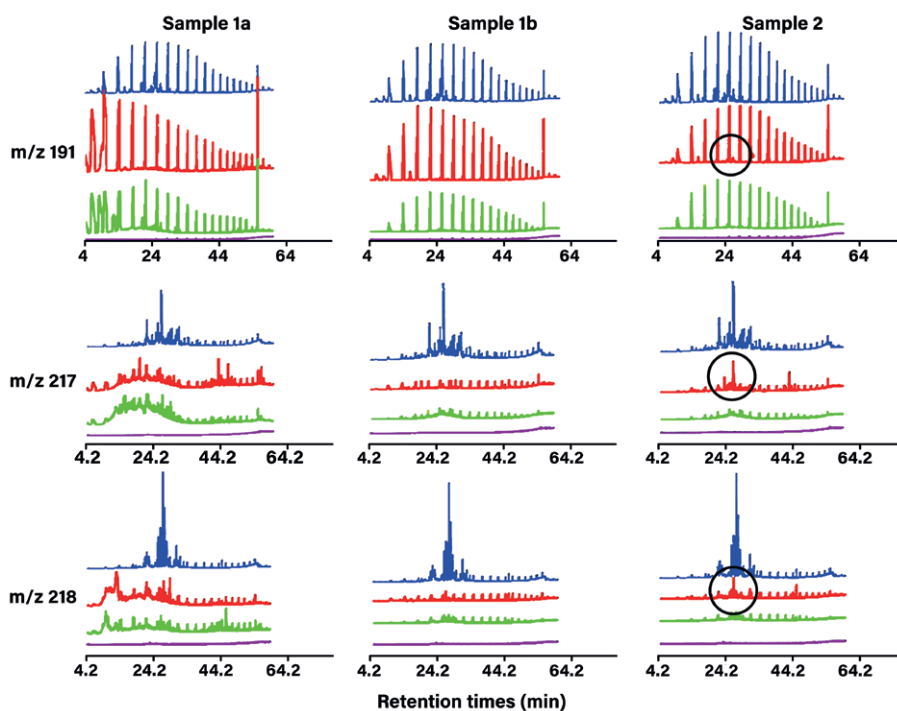 Sample 1a Sample 1b Sample 2
m/z 191
4 24 44 64 4 24 44 64 4 24 44 64
m/z 217
4.2 24.2 44.2 64.2 4.2 24.2 44.2 64.2 4.2 24.2 44.2 64.2
m/z 218
4.2 24.2 44.2 64.2 4.2 24.2 44.2 64.2 4.2 24.2 44.2 64.2
Retention times (min)